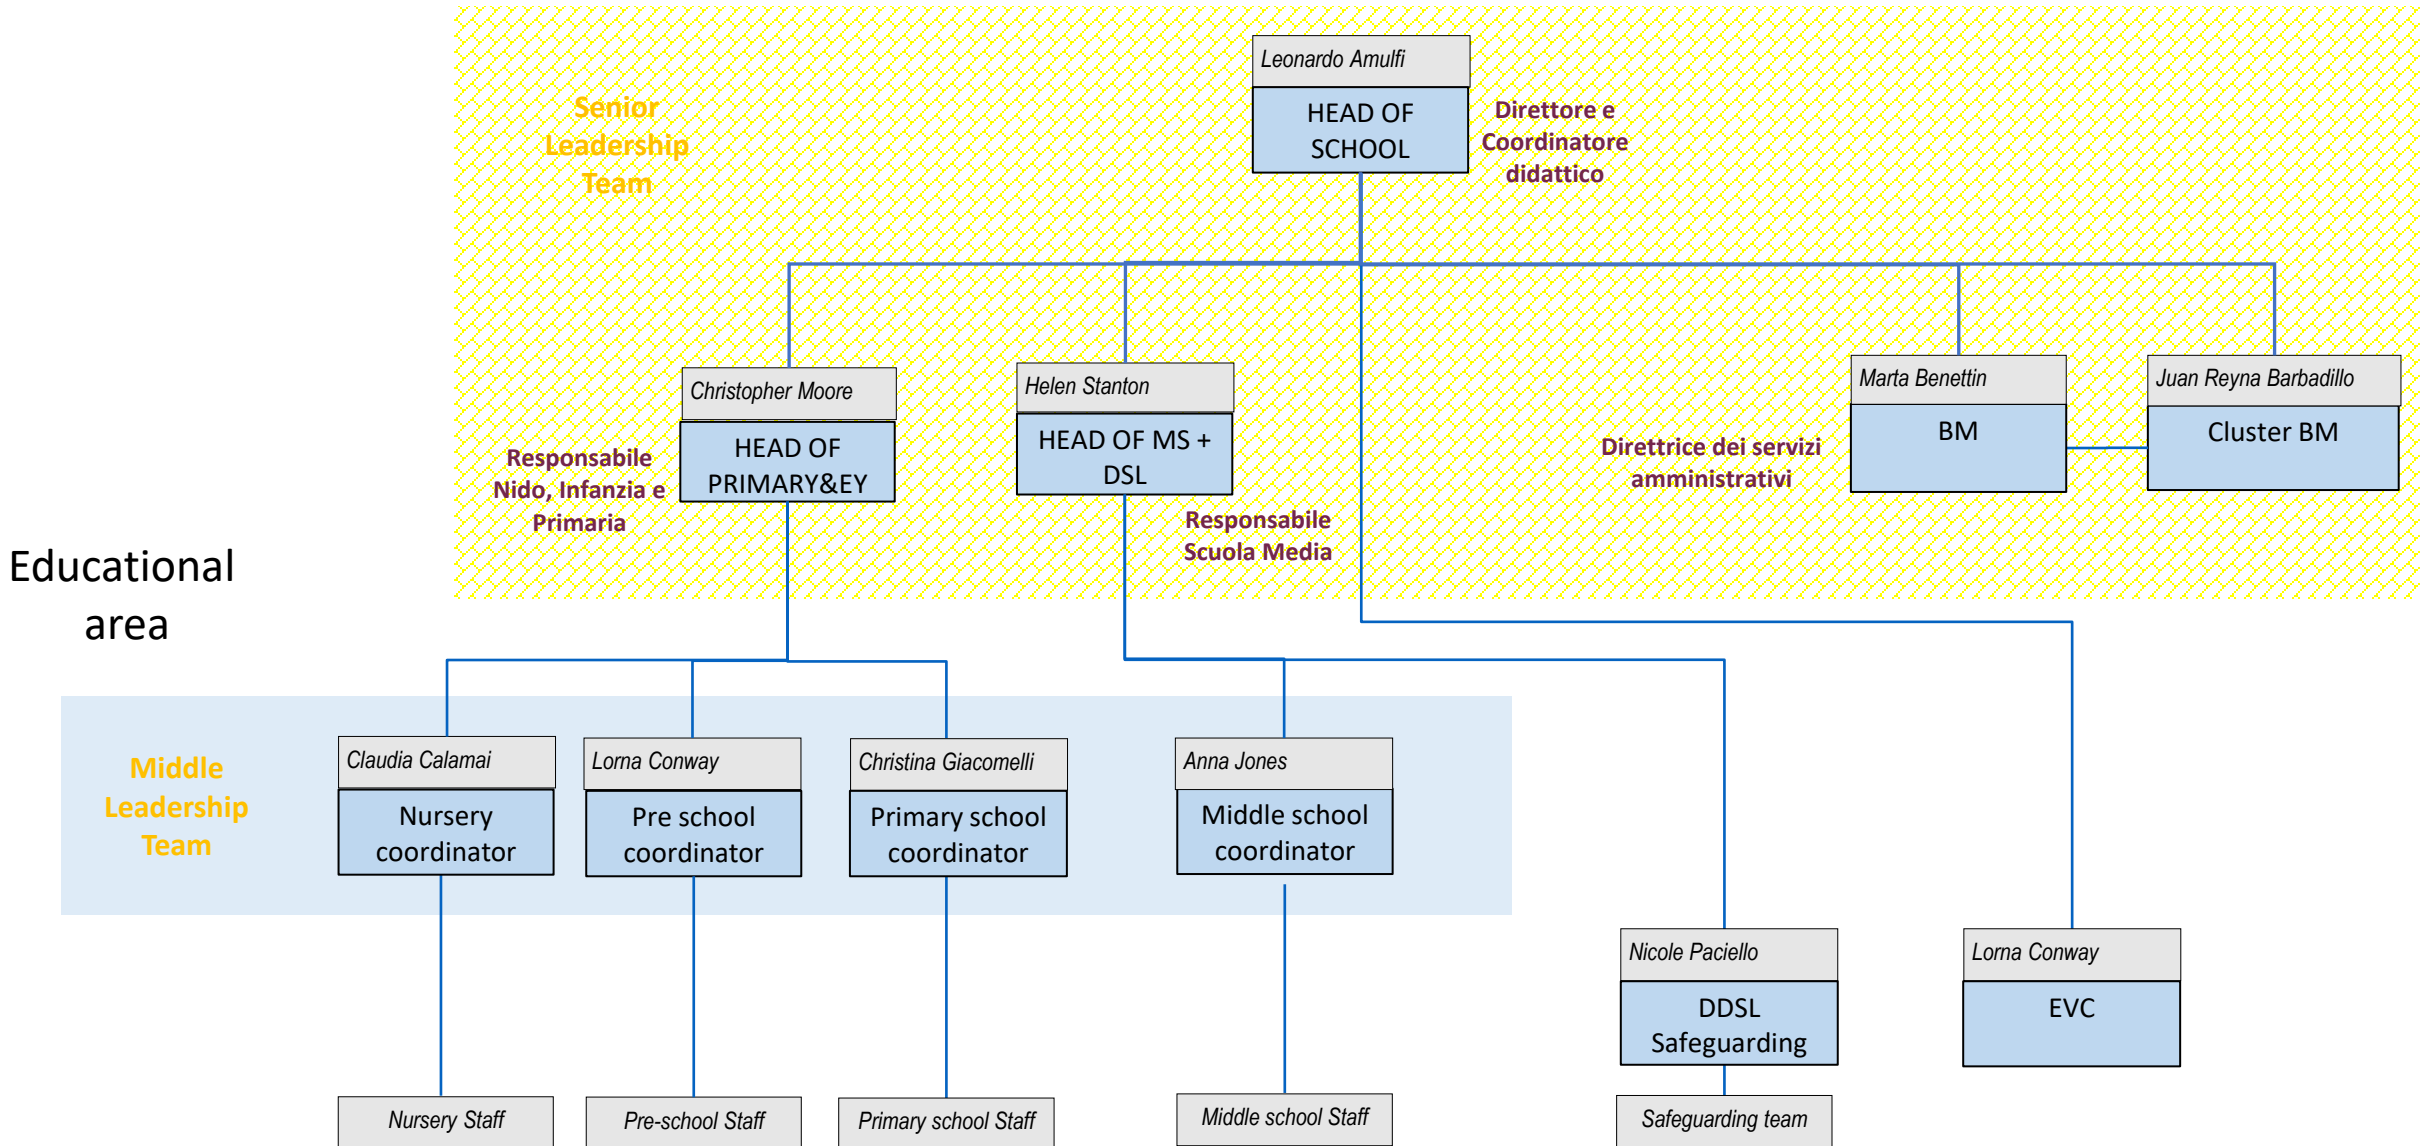 Leonardo Amulfi
HEAD OF
SCHOOL
Direttore e
Coordinatore
didattico
Senior
Leadership
Team
Christopher Moore
HEAD OF
PRIMARY&EY
Responsabile
Nido, Infanzia e
Primaria
Helen Stanton
HEAD OF MS +
DSL
Responsabile
Scuola Media
Direttrice dei servizi
amministrativi
Marta Benettin
BM
Juan Reyna Barbadillo
Cluster BM
Educational
area
Middle
Leadership
Team
Claudia Calamai
Nursery
coordinator
Lorna Conway
Pre school
coordinator
Christina Giacomelli
Primary school
coordinator
Anna Jones
Middle school
coordinator
Nicole Paciello
DDSL
Safeguarding
Lorna Conway
EVC
Nursery Staff
Pre-school Staff
Primary school Staff
Middle school Staff
Safeguarding team